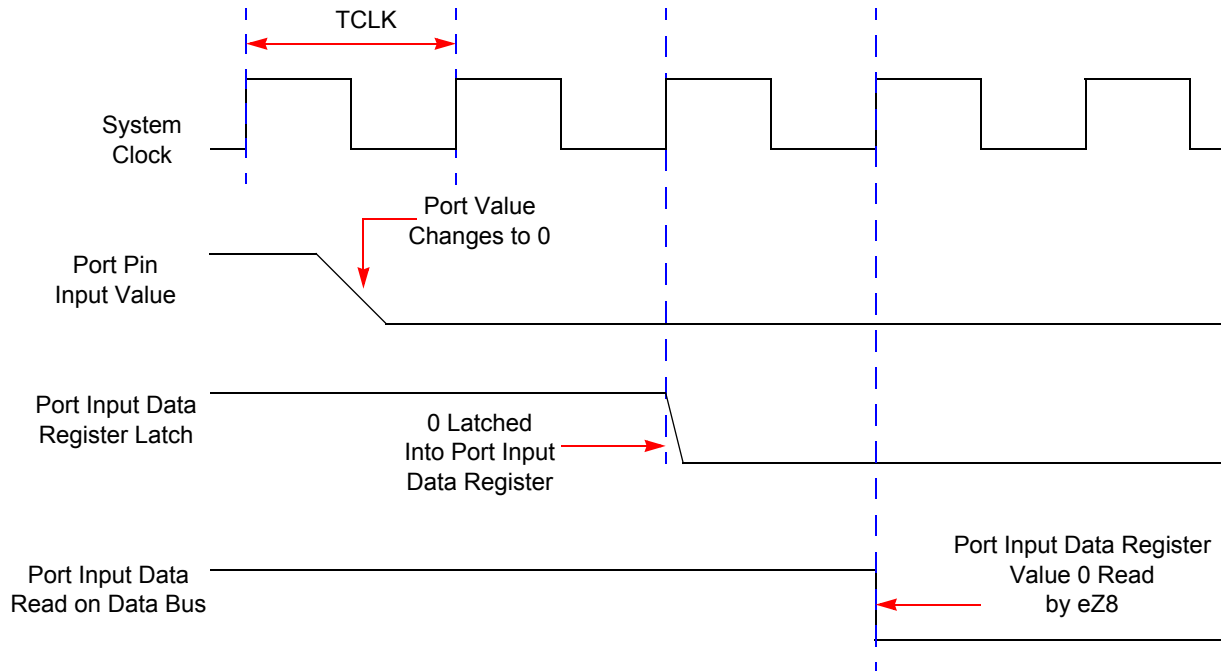 TCLK
System
Clock
Port Value
Changes to 0
Port Pin
Input Value
Port Input Data
Register Latch
0 Latched
Into Port Input
Data Register
Port Input Data
Read on Data Bus
Port Input Data Register
Value 0 Read
by eZ8